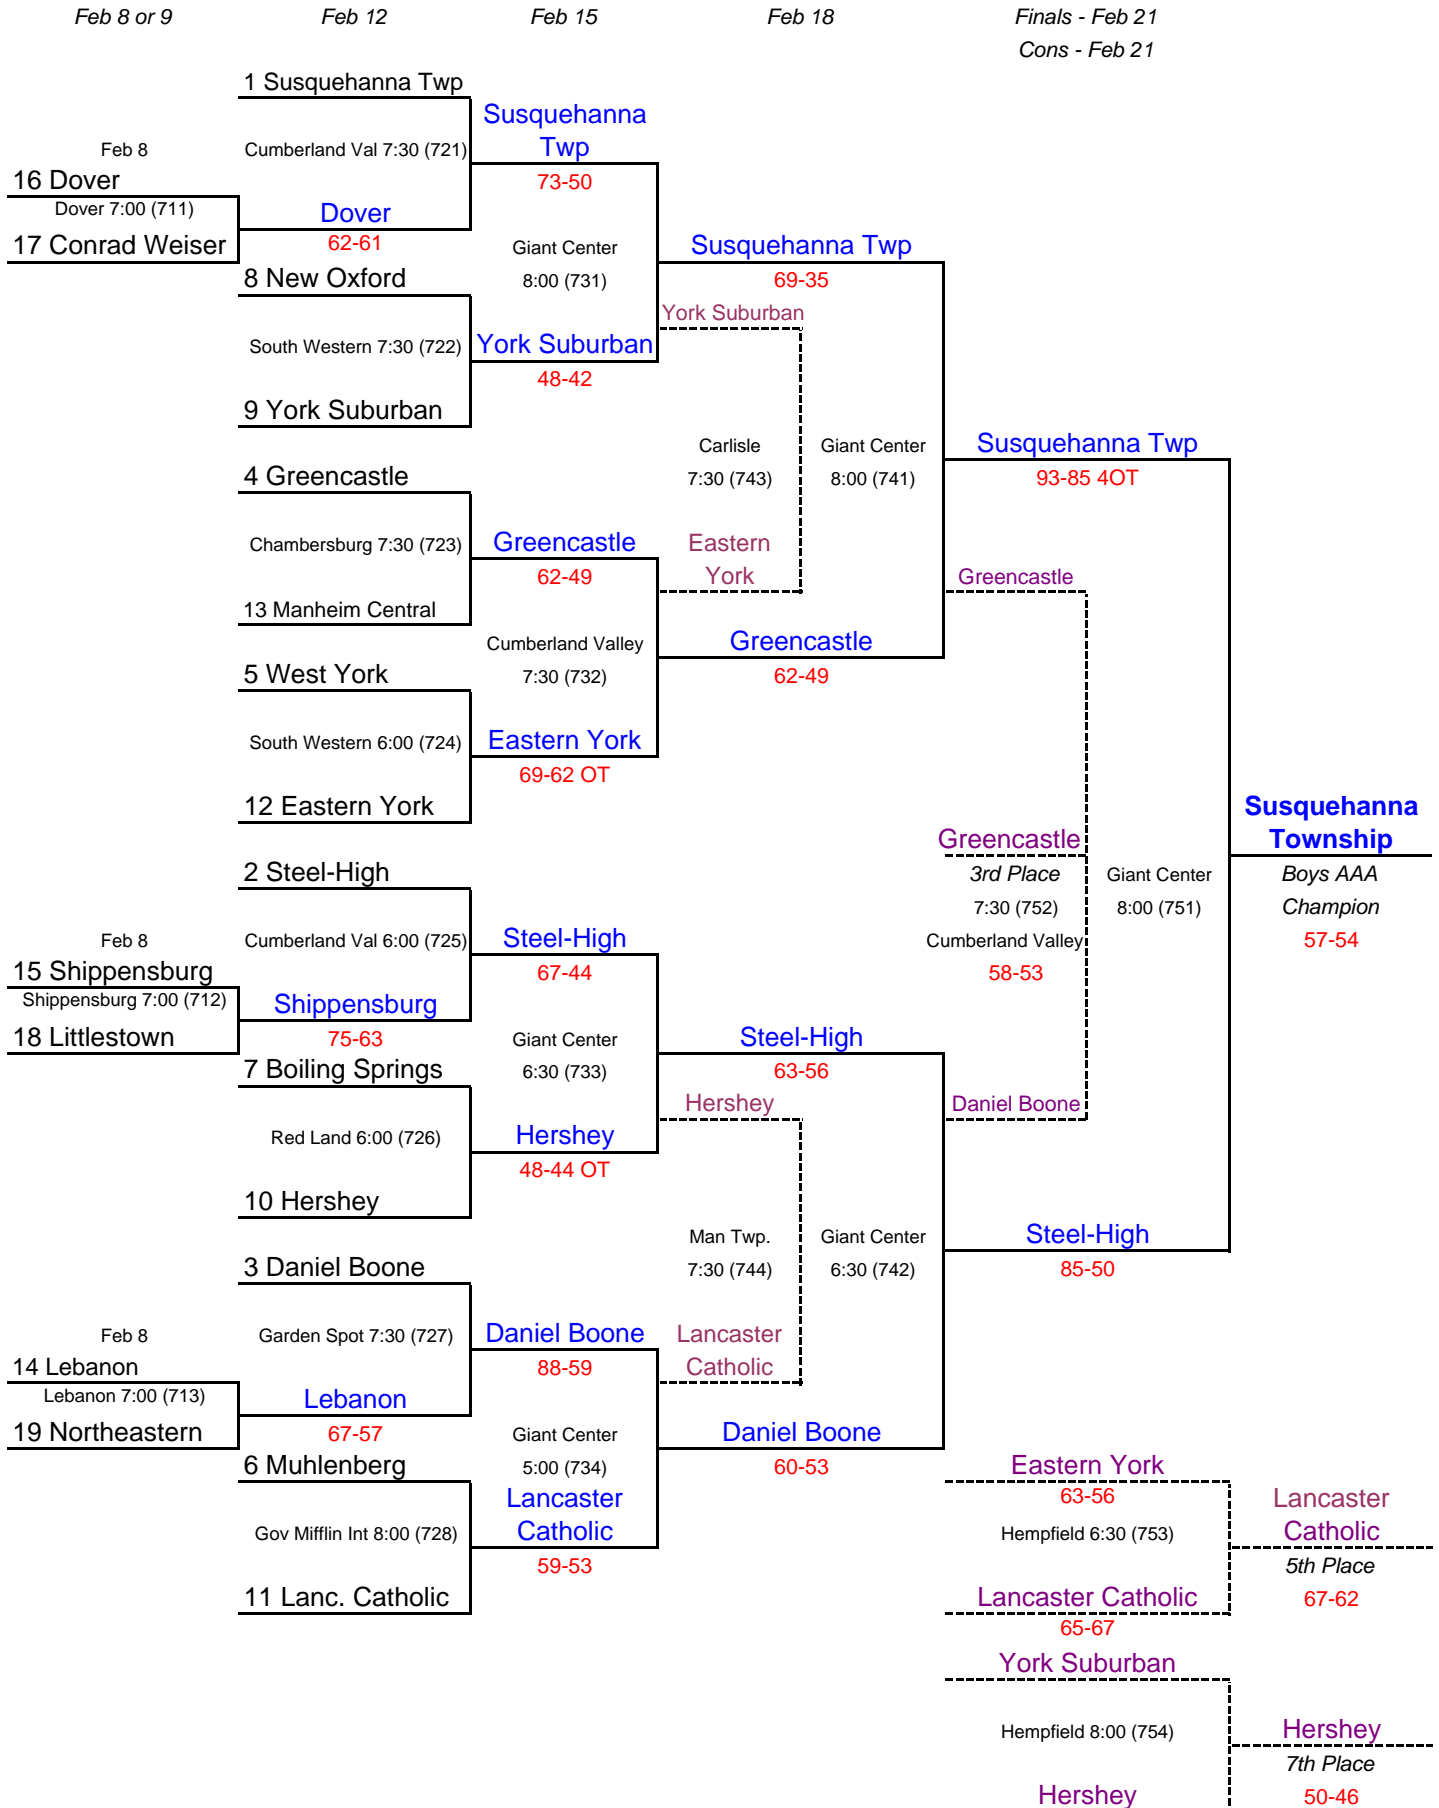 Feb 8 or 9 Feb 12 Feb 15 Feb 18 Finals - Feb 21
Cons - Feb 21
1 Susquehanna Twp
Susquehanna
Feb 8 Cumberland Val 7:30 (721) Twp
16 Dover 73-50
Dover 7:00 (711) Dover
17 Conrad Weiser 62-61 Giant Center Susquehanna Twp
8 New Oxford 8:00 (731) 69-35
York Suburban
South Western 7:30 (722) York Suburban
48-42
9 York Suburban
Carlisle Giant Center Susquehanna Twp
4 Greencastle 7:30 (743) 8:00 (741) 93-85 4OT
Chambersburg 7:30 (723) Greencastle Eastern
62-49 York Greencastle
13 Manheim Central
Cumberland Valley Greencastle
5 West York 7:30 (732) 62-49
South Western 6:00 (724) Eastern York
69-62 OT
12 Eastern York Susquehanna
Greencastle Township
2 Steel-High 3rd Place Giant Center Boys AAA
7:30 (752) 8:00 (751) Champion
Feb 8 Cumberland Val 6:00 (725) Steel-High Cumberland Valley 57-54
15 Shippensburg 67-44 58-53
Shippensburg 7:00 (712) Shippensburg
18 Littlestown 75-63 Giant Center Steel-High
7 Boiling Springs 6:30 (733) 63-56
Hershey Daniel Boone
Red Land 6:00 (726) Hershey
48-44 OT
10 Hershey
Man Twp. Giant Center Steel-High
3 Daniel Boone 7:30 (744) 6:30 (742) 85-50
Feb 8 Garden Spot 7:30 (727) Daniel Boone Lancaster
14 Lebanon 88-59 Catholic
Lebanon 7:00 (713) Lebanon
19 Northeastern 67-57 Giant Center Daniel Boone
6 Muhlenberg 5:00 (734) 60-53 Eastern York
Lancaster 63-56 Lancaster
Gov Mifflin Int 8:00 (728) Catholic Hempfield 6:30 (753) Catholic
59-53 5th Place
11 Lanc. Catholic Lancaster Catholic 67-62
65-67
York Suburban
Hempfield 8:00 (754) Hershey
7th Place
Hershey 50-46